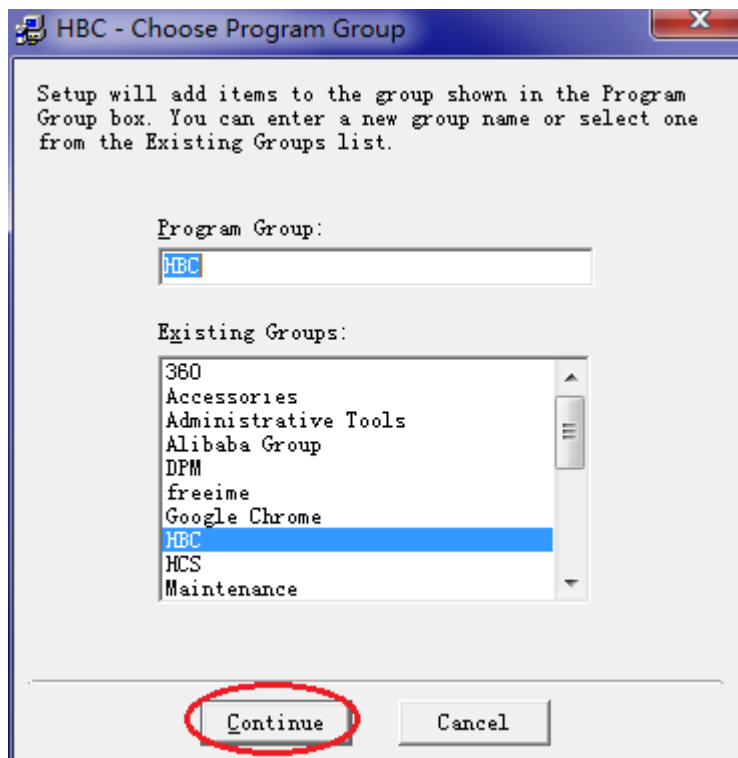 HBC - Choose Program Group
Setup will add items to the group shown in the Program
Group box. You can enter a new group name or select one
from the Existing Groups list.
Program Group:
HBC
Existing Groups:
360
Accessories
Administrative Tools
Alibaba Group
DPM
freeime
Google Chrome
HBC
HCS
Maintenance
Continue
Cancel